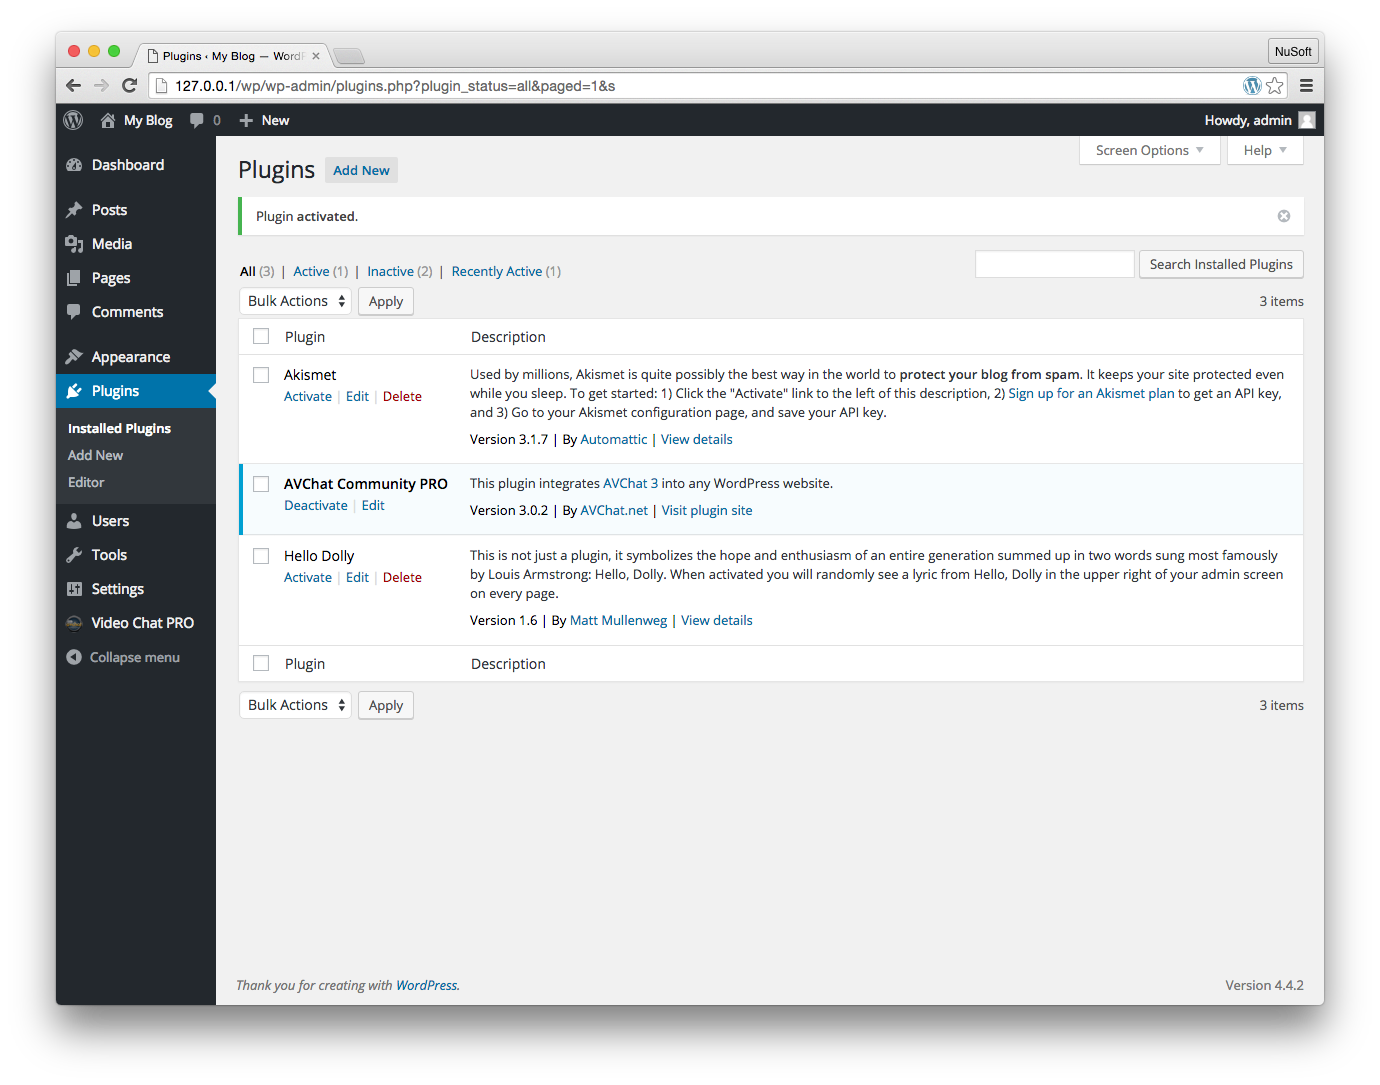 Plugins ‹ My Blog — Word
NuSoft
127.0.0.1/wp/wp-admin/plugins.php?plugin_status=all&paged=1&s
My Blog 0 New
Howdy, admin
Dashboard
Posts
Media
Pages
Comments
Appearance
Plugins
Installed Plugins
Add New
Editor
Users
Tools
Settings
Video Chat PRO
Collapse menu
Screen Options Help
Plugins Add New
Plugin activated.
All (3) | Active (1) | Inactive (2) | Recently Active (1)
Search Installed Plugins
Bulk Actions Apply
3 items
Plugin Description
Akismet
Activate | Edit | Delete
Used by millions, Akismet is quite possibly the best way in the world to protect your blog from spam. It keeps your site protected even
while you sleep. To get started: 1) Click the "Activate" link to the left of this description, 2) Sign up for an Akismet plan to get an API key,
and 3) Go to your Akismet configuration page, and save your API key.
Version 3.1.7 | By Automattic | View details
AVChat Community PRO
Deactivate | Edit
This plugin integrates AVChat 3 into any WordPress website.
Version 3.0.2 | By AVChat.net | Visit plugin site
Hello Dolly
Activate | Edit | Delete
This is not just a plugin, it symbolizes the hope and enthusiasm of an entire generation summed up in two words sung most famously
by Louis Armstrong: Hello, Dolly. When activated you will randomly see a lyric from Hello, Dolly in the upper right of your admin screen
on every page.
Version 1.6 | By Matt Mullenweg | View details
Plugin Description
Bulk Actions Apply
3 items
Thank you for creating with WordPress.
Version 4.4.2